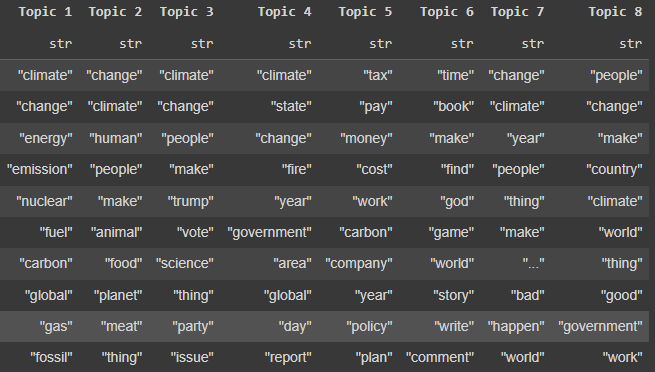 Topic 1 Topic 2 Topic 3 Topic 4 Topic 5 Topic 6 Topic 7 Topic 8
str str str str str str str str
"climate" "change" "climate" "climate" "tax" "time" "change" "people"
"change" "climate" "change" "state" "pay" "book" "climate" "change"
"energy" "human" "people" "change" "money" "make" "year" "make"
"emission" "people" "make" "fire" "cost" "find" "people" "country"
"nuclear" "make" "trump" "year" "work" "god" "thing" "climate"
"fuel" "animal" "vote" "government" "carbon" "game" "make" "world"
"carbon" "food" "science" "area" "company" "world" "..." "thing"
"global" "planet" "thing" "global" "year" "story" "bad" "good"
"gas" "meat" "party" "day" "policy" "write" "happen" "government"
"fossil" "thing" "issue" "report" "plan" "comment" "world" "work"